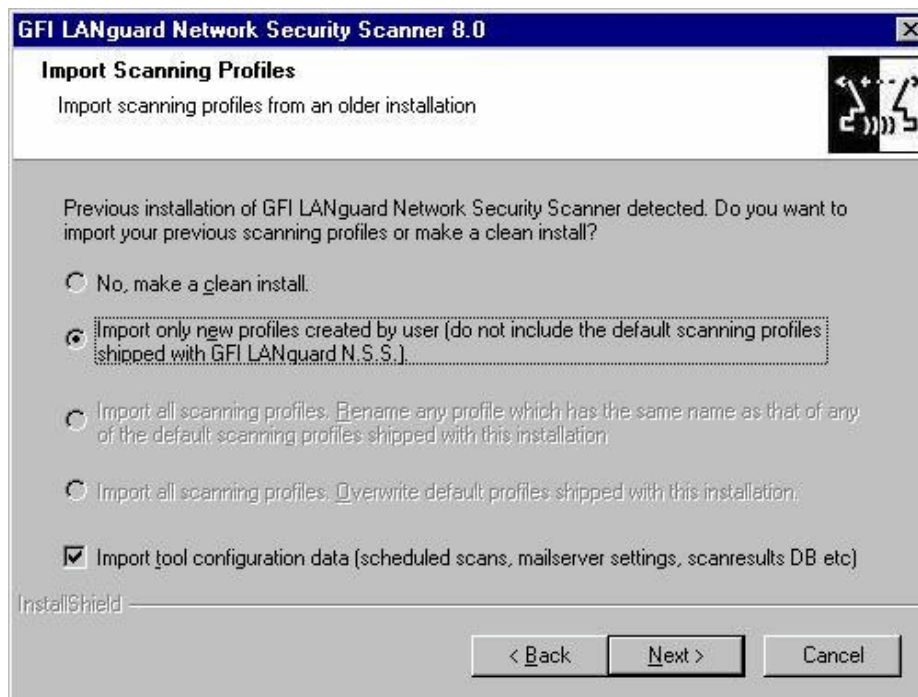 GFI LANguard Network Security Scanner 8.0
Import Scanning Profiles
Import scanning profiles from an older installation
Previous installation of GFI LANguard Network Security Scanner detected. Do you want to
import your previous scanning profiles or make a clean install?
No, make a clean install.
Import only new profiles created by user (do not include the default scanning profiles
shipped with GFI LANguard N.S.S.).
Import all scanning profiles. Rename any profile which has the same name as that of any
of the default scanning profiles shipped with this installation
Import all scanning profiles. Overwrite default profiles shipped with this installation.
Import tool configuration data (scheduled scans, mailserver settings, scanresults DB etc)
InstallShield
< Back
Next >
Cancel